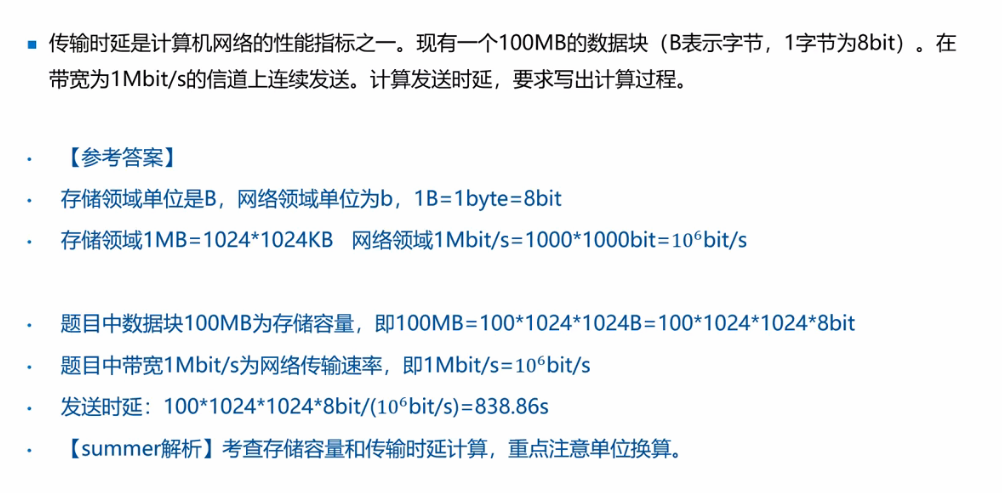 ▪ 传输时延是计算机网络的性能指标之一。现有一个100MB的数据块（B表示字节，1字节为8bit）。在
带宽为1Mbit/s的信道上连续发送。计算发送时延，要求写出计算过程。
• 【参考答案】
• 存储领域单位是B，网络领域单位为b，1B=1byte=8bit
• 存储领域1MB=1024*1024KB 网络领域1Mbit/s=1000*1000bit=10⁶bit/s
• 题目中数据块100MB为存储容量，即100MB=100*1024*1024B=100*1024*1024*8bit
• 题目中带宽1Mbit/s为网络传输速率，即1Mbit/s=10⁶bit/s
• 发送时延：100*1024*1024*8bit/(10⁶bit/s)=838.86s
• 【summer解析】考查存储容量和传输时延计算，重点注意单位换算。